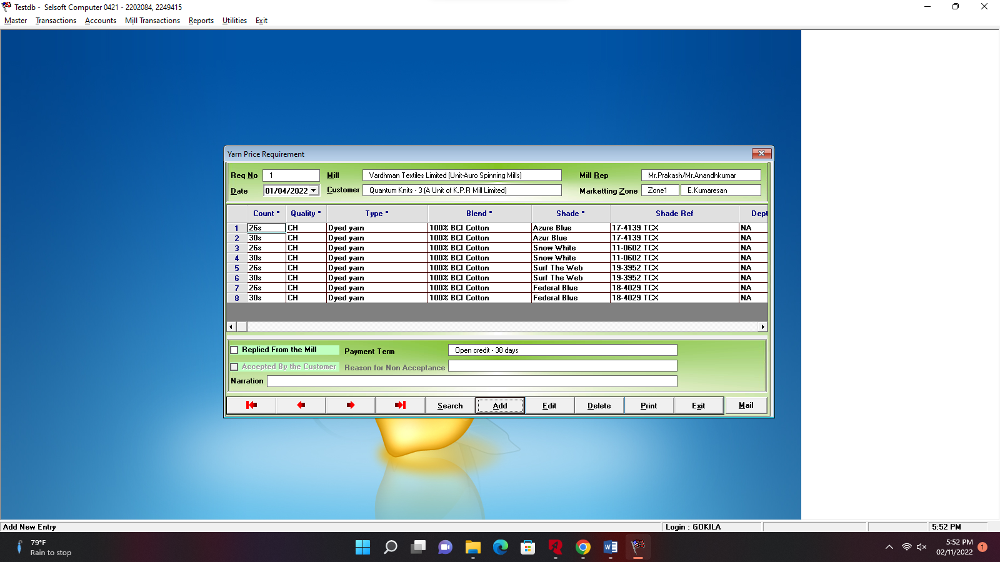 Testdb - Selsoft Computer 0421 - 2202084, 2249415
Master Transactions Accounts Mill Transactions Reports Utilities Exit
Yarn Price Requirement
Req No 1 Mill Vardhman Textiles Limited (Unit-Auro Spinning Mills) Mill Rep Mr.Prakash/Mr.Anandhkumar
Date 01/04/2022 Customer Quantum Knits - 3 (A Unit of K.P.R Mill Limited) Marketting Zone Zone1 E.Kumaresan
Count * Quality * Type * Blend * Shade * Shade Ref Dept
1 26s CH Dyed yarn 100% BCI Cotton Azure Blue 17-4139 TCX NA
2 30s CH Dyed yarn 100% BCI Cotton Azur Blue 17-4139 TCX NA
3 26s CH Dyed yarn 100% BCI Cotton Snow White 11-0602 TCX NA
4 30s CH Dyed yarn 100% BCI Cotton Snow White 11-0602 TCX NA
5 26s CH Dyed yarn 100% BCI Cotton Surf The Web 19-3952 TCX NA
6 30s CH Dyed yarn 100% BCI Cotton Surf The Web 19-3952 TCX NA
7 26s CH Dyed yarn 100% BCI Cotton Federal Blue 18-4029 TCX NA
8 30s CH Dyed yarn 100% BCI Cotton Federal Blue 18-4029 TCX NA
Replied From the Mill Payment Term Open credit - 38 days
Accepted By the Customer Reason for Non Acceptance
Narration
Search Add Edit Delete Print Exit Mail
Add New Entry Login : GOKILA 5:52 PM
79°F
Rain to stop
5:52 PM
02/11/2022
1